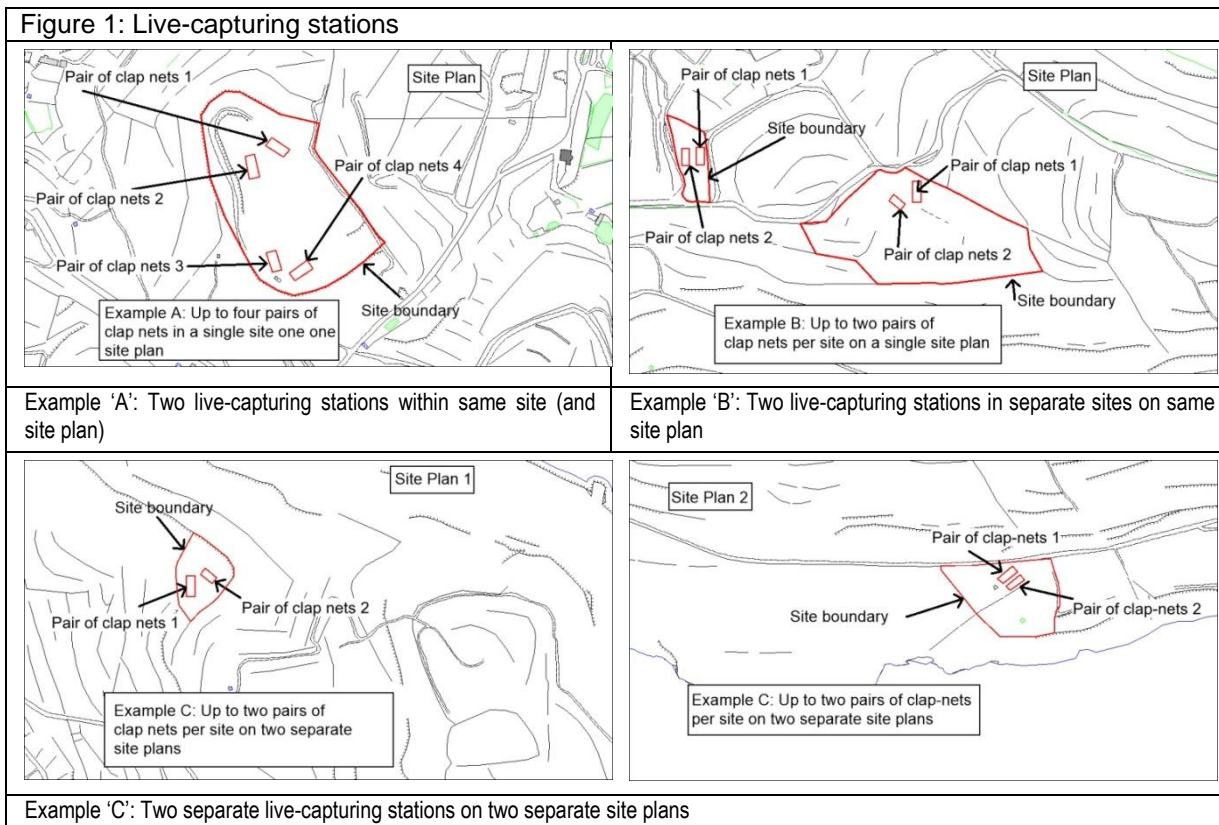 Figure 1: Live-capturing stations
Pair of clap nets 1
Site Plan
Pair of clap nets 4
Pair of clap nets 2
Pair of clap nets 3
Site boundary
Example A: Up to four pairs of
clap nets in a single site one one
site plan
Pair of clap nets 1
Site Plan
Site boundary
Pair of clap nets 1
Pair of clap nets 2
Pair of clap nets 2
Site boundary
Example B: Up to two pairs of
clap nets per site on a single site plan
Example ‘A’: Two live-capturing stations within same site (and
site plan)
Example ‘B’: Two live-capturing stations in separate sites on same
site plan
Site Plan 1
Site boundary
Pair of clap nets 2
Pair of clap nets 1
Example C: Up to two pairs of
clap nets per site on two separate
site plans
Site Plan 2
Pair of clap-nets 1
Site boundary
Pair of clap-nets 2
Example C: Up to two pairs of clap-nets
per site on two separate site plans
Example ‘C’: Two separate live-capturing stations on two separate site plans